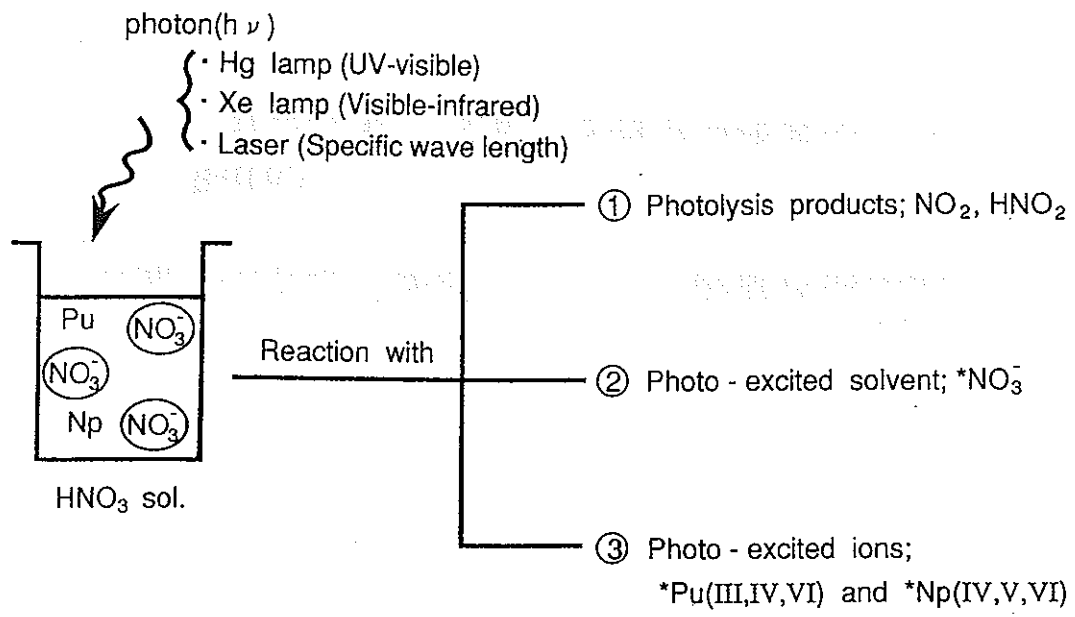 photon(hν)
· Hg lamp (UV-visible)
· Xe lamp (Visible-infrared)
· Laser (Specific wave length)
① Photolysis products; NO₂, HNO₂
Pu
NO₃⁻
NO₃⁻
Np
NO₃⁻
HNO₃ sol.
Reaction with
② Photo - excited solvent; *NO₃⁻
③ Photo - excited ions;
*Pu(III,IV,VI) and *Np(IV,V,VI)